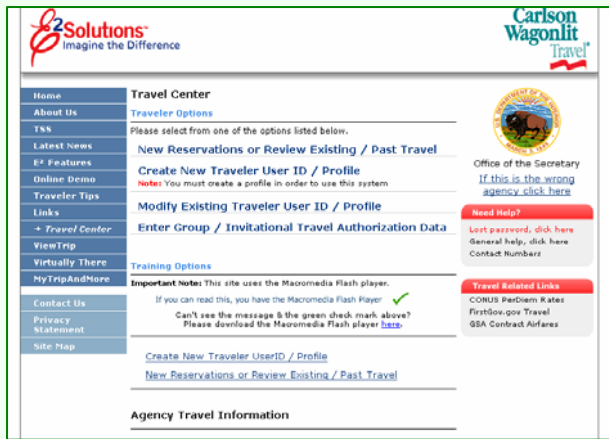 E2Solutions™
Imagine the Difference
Carlson
Wagonlit
Travel®
Home
About Us
TSS
Latest News
E² Features
Online Demo
Traveler Tips
Links
+ Travel Center
ViewTrip
Virtually There
MyTripAndMore
Contact Us
Privacy
Statement
Site Map
Travel Center
Traveler Options
Please select from one of the options listed below.
New Reservations or Review Existing / Past Travel
Create New Traveler User ID / Profile
Note: You must create a profile in order to use this system
Modify Existing Traveler User ID / Profile
Enter Group / Invitational Travel Authorization Data
Training Options
Important Note: This site uses the Macromedia Flash player.
If you can read this, you have the Macromedia Flash Player
Can't see the message & the green check mark above?
Please download the Macromedia Flash player here.
Create New Traveler UserID / Profile
New Reservations or Review Existing / Past Travel
Agency Travel Information
U.S. DEPARTMENT OF THE INTERIOR
MARCH 3, 1849
Office of the Secretary
If this is the wrong
agency click here
Need Help?
Lost password, click here
General help, click here
Contact Numbers
Travel Related Links
CONUS PerDiem Rates
FirstGov.gov Travel
GSA Contract Airfares